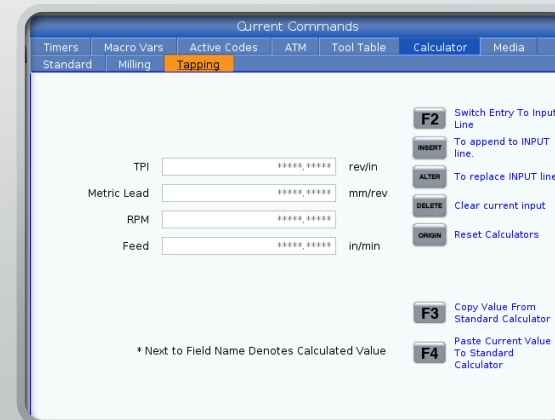 Current Commands
Timers Macro Vars Active Codes ATM Tool Table Calculator Media
Standard Milling Tapping
F2 Switch Entry To Input
Line
INSERT To append to INPUT
line.
TPI *****.***** rev/in
ALTER To replace INPUT line
Metric Lead *****.***** mm/rev
DELETE Clear current input
RPM *****.*****
ORIGIN Reset Calculators
Feed *****.***** in/min
F3 Copy Value From
Standard Calculator
* Next to Field Name Denotes Calculated Value
F4 Paste Current Value
To Standard
Calculator